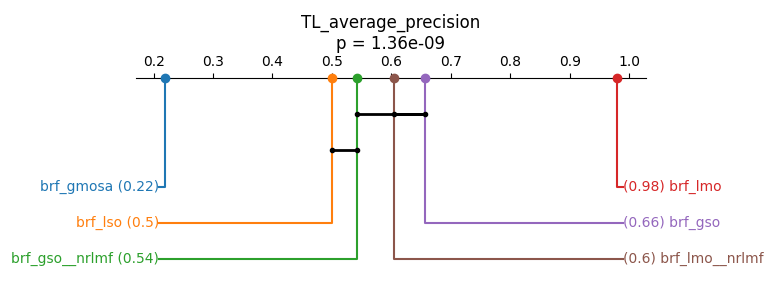 TL_average_precision
p = 1.36e-09
0.2 0.3 0.4 0.5 0.6 0.7 0.8 0.9 1.0
brf_gmosa (0.22) (0.98) brf_lmo
brf_lso (0.5) (0.66) brf_gso
brf_gso__nrlmf (0.54) (0.6) brf_lmo__nrlmf